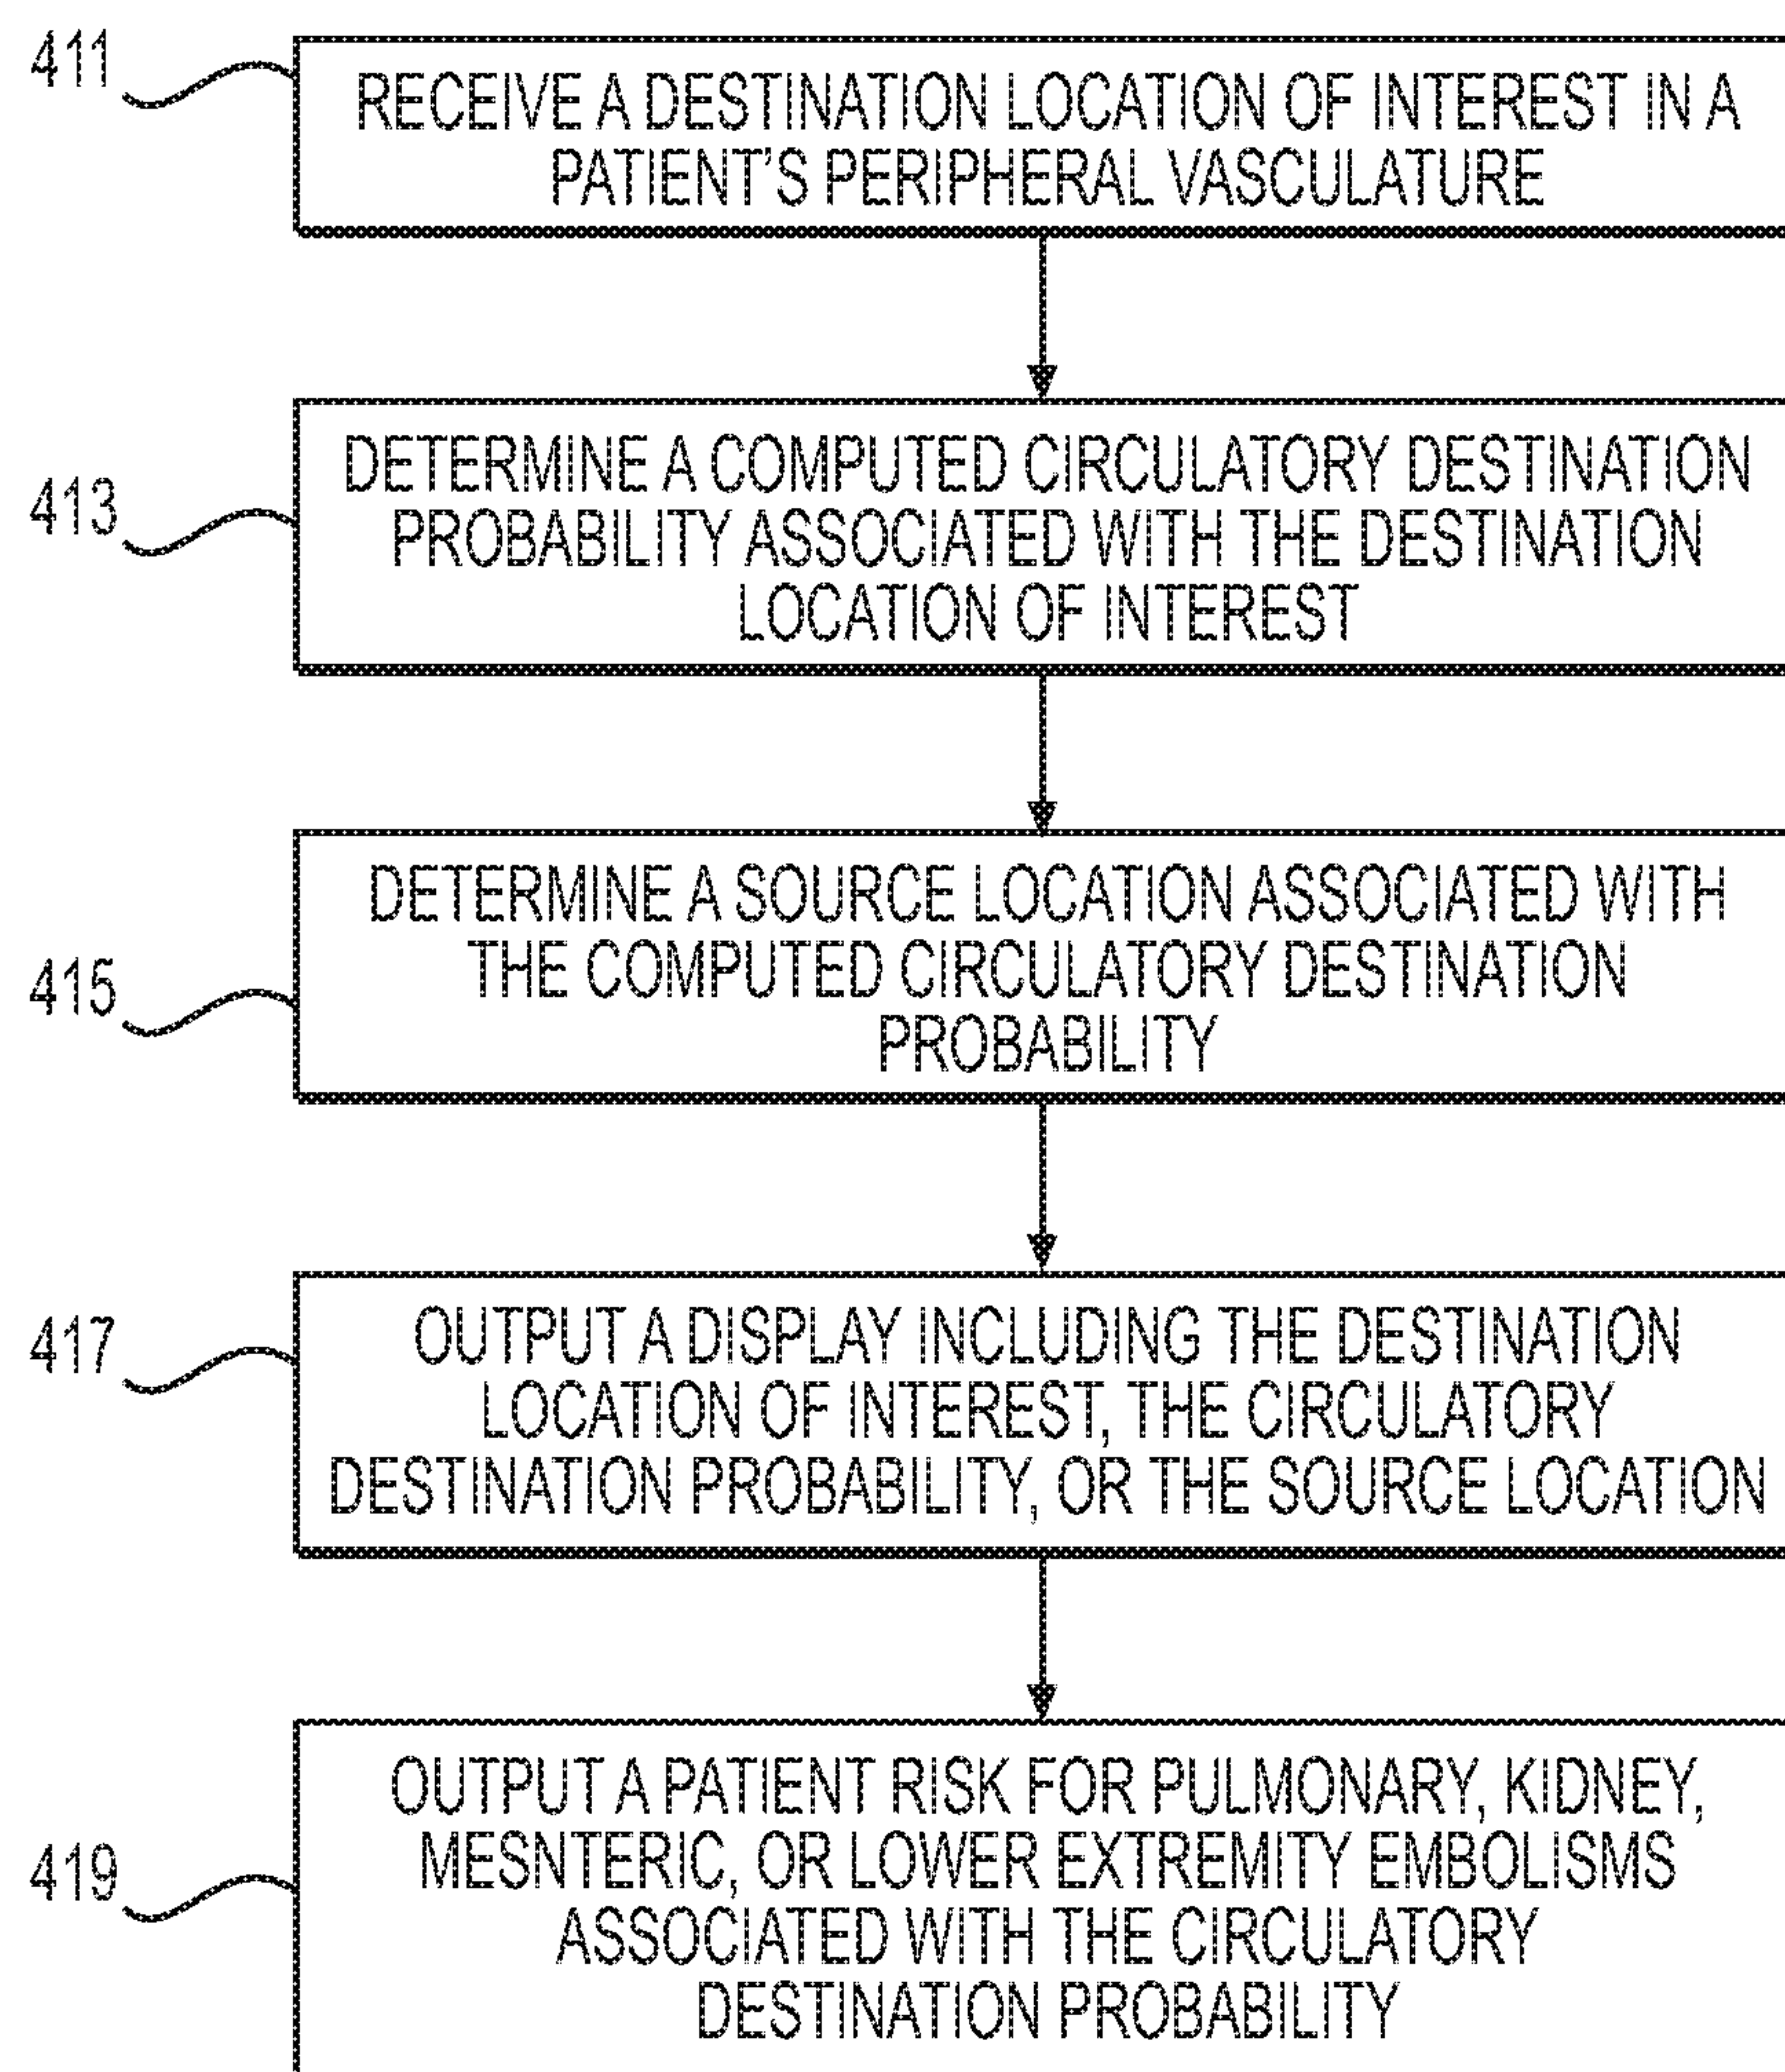 411
RECEIVE A DESTINATION LOCATION OF INTEREST IN A
PATIENT'S PERIPHERAL VASCULATURE
413
DETERMINE A COMPUTED CIRCULATORY DESTINATION
PROBABILITY ASSOCIATED WITH THE DESTINATION
LOCATION OF INTEREST
415
DETERMINE A SOURCE LOCATION ASSOCIATED WITH
THE COMPUTED CIRCULATORY DESTINATION
PROBABILITY
417
OUTPUT A DISPLAY INCLUDING THE DESTINATION
LOCATION OF INTEREST, THE CIRCULATORY
DESTINATION PROBABILITY, OR THE SOURCE LOCATION
419
OUTPUT A PATIENT RISK FOR PULMONARY, KIDNEY,
MESNTERIC, OR LOWER EXTREMITY EMBOLISMS
ASSOCIATED WITH THE CIRCULATORY
DESTINATION PROBABILITY